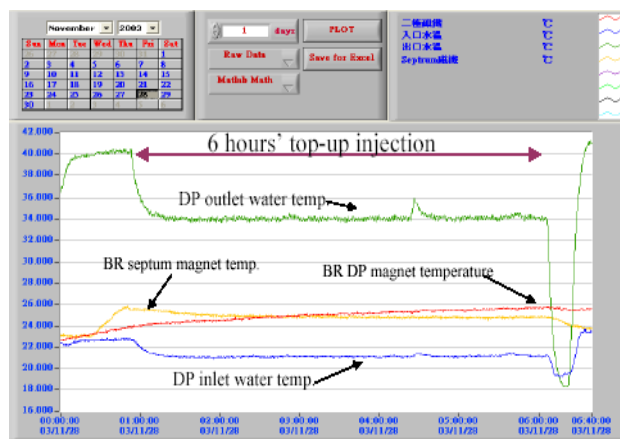 November 2003
Sun Mon Tue Wed Thu Fri Sat
2 3 4 5 6 7 8
9 10 11 12 13 14 15
16 17 18 19 20 21 22
23 24 25 26 27 28 29
30
1 days
PLOT
Raw Data
Save for Excel
Matlab Math
二極磁鐵 ℃
入口水溫 ℃
出口水溫 ℃
Septum磁鐵 ℃
6 hours' top-up injection
DP outlet water temp.
BR septum magnet temp.
BR DP magnet temperature
DP inlet water temp.
42.000
40.000
38.000
36.000
34.000
32.000
30.000
28.000
26.000
24.000
22.000
20.000
18.000
16.000
00:00:00 01:00:00 02:00:00 03:00:00 04:00:00 05:00:00 06:00:00 06:40:00
03/11/28 03/11/28 03/11/28 03/11/28 03/11/28 03/11/28 03/11/28 03/11/28